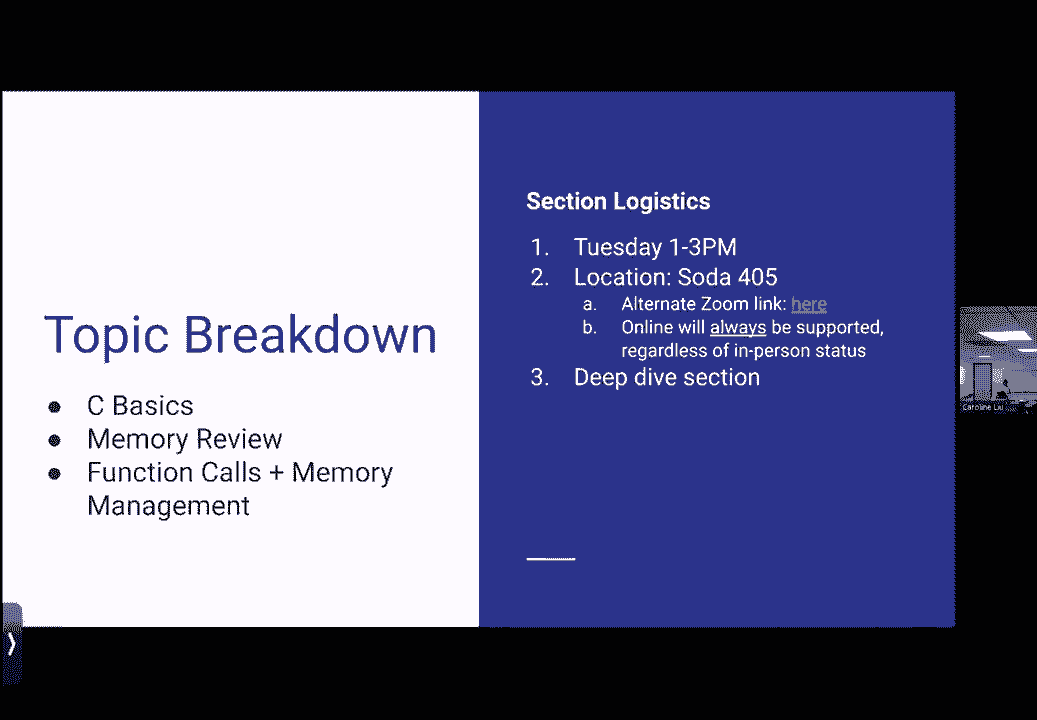 Topic Breakdown
● C Basics
● Memory Review
● Function Calls + Memory
Management
Section Logistics
1. Tuesday 1-3PM
2. Location: Soda 405
a. Alternate Zoom link: here
b. Online will always be supported,
regardless of in-person status
3. Deep dive section
Caroline Liu